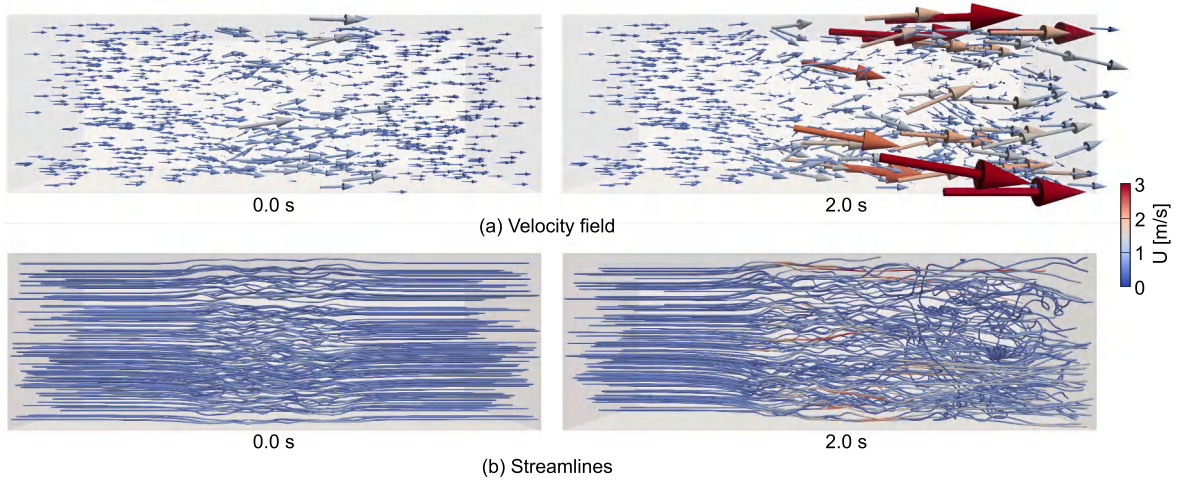 0.0 s
2.0 s
(a) Velocity field
3
2
1
0
U [m/s]
0.0 s
2.0 s
(b) Streamlines